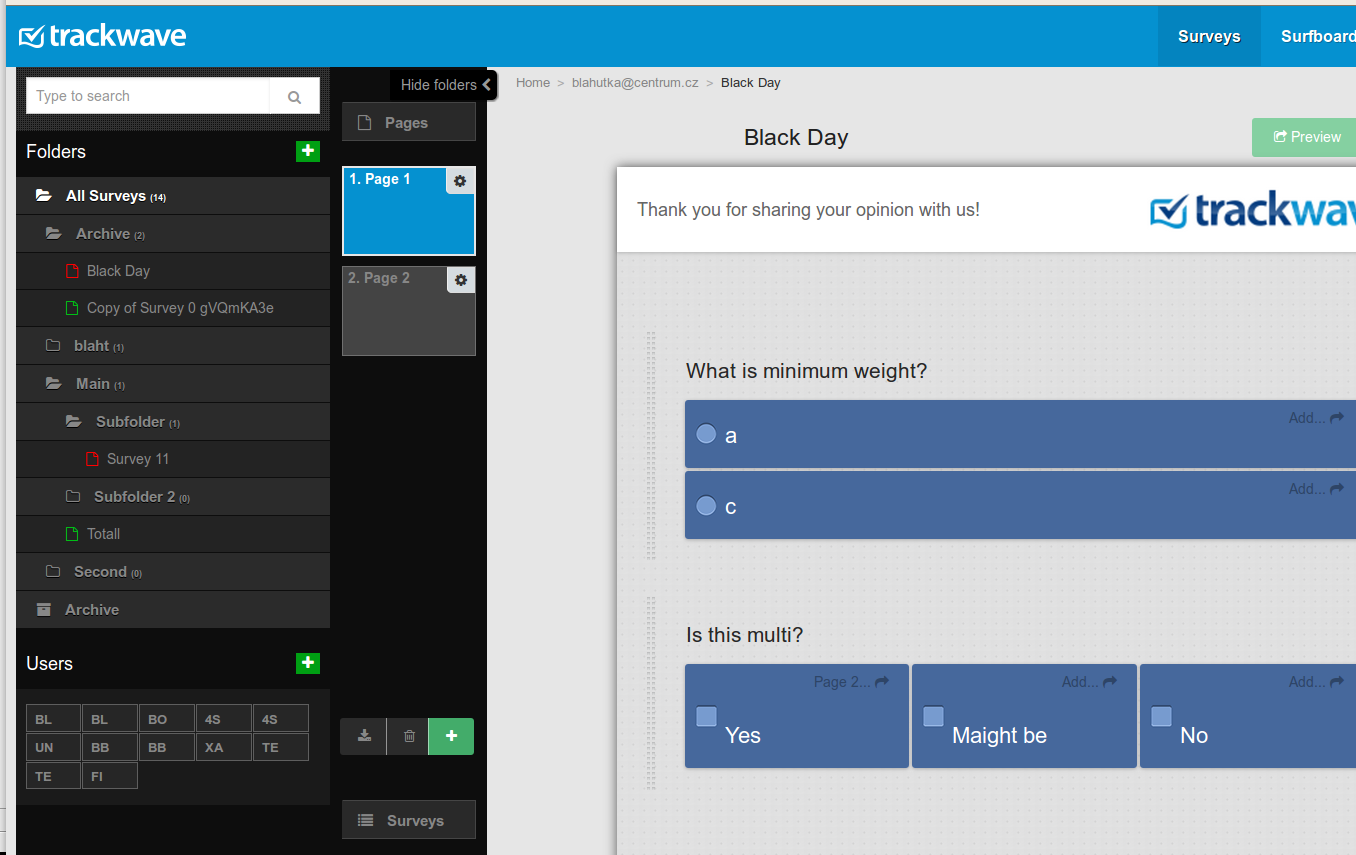 trackwave
Surveys
Surfboard
Type to search
Hide folders
Home > blahutka@centrum.cz > Black Day
Pages
Black Day
Preview
Folders
All Surveys (14)
Archive (2)
Black Day
Copy of Survey 0 gVQmKA3e
blaht (1)
Main (1)
Subfolder (1)
Survey 11
Subfolder 2 (0)
Totall
Second (0)
Archive
Users
BL BL BO 4S 4S
UN BB BB XA TE
TE FI
1. Page 1
2. Page 2
Surveys
Thank you for sharing your opinion with us!
trackwav
What is minimum weight?
Add...
a
Add...
c
Is this multi?
Page 2...
Add...
Add...
Yes
Maight be
No